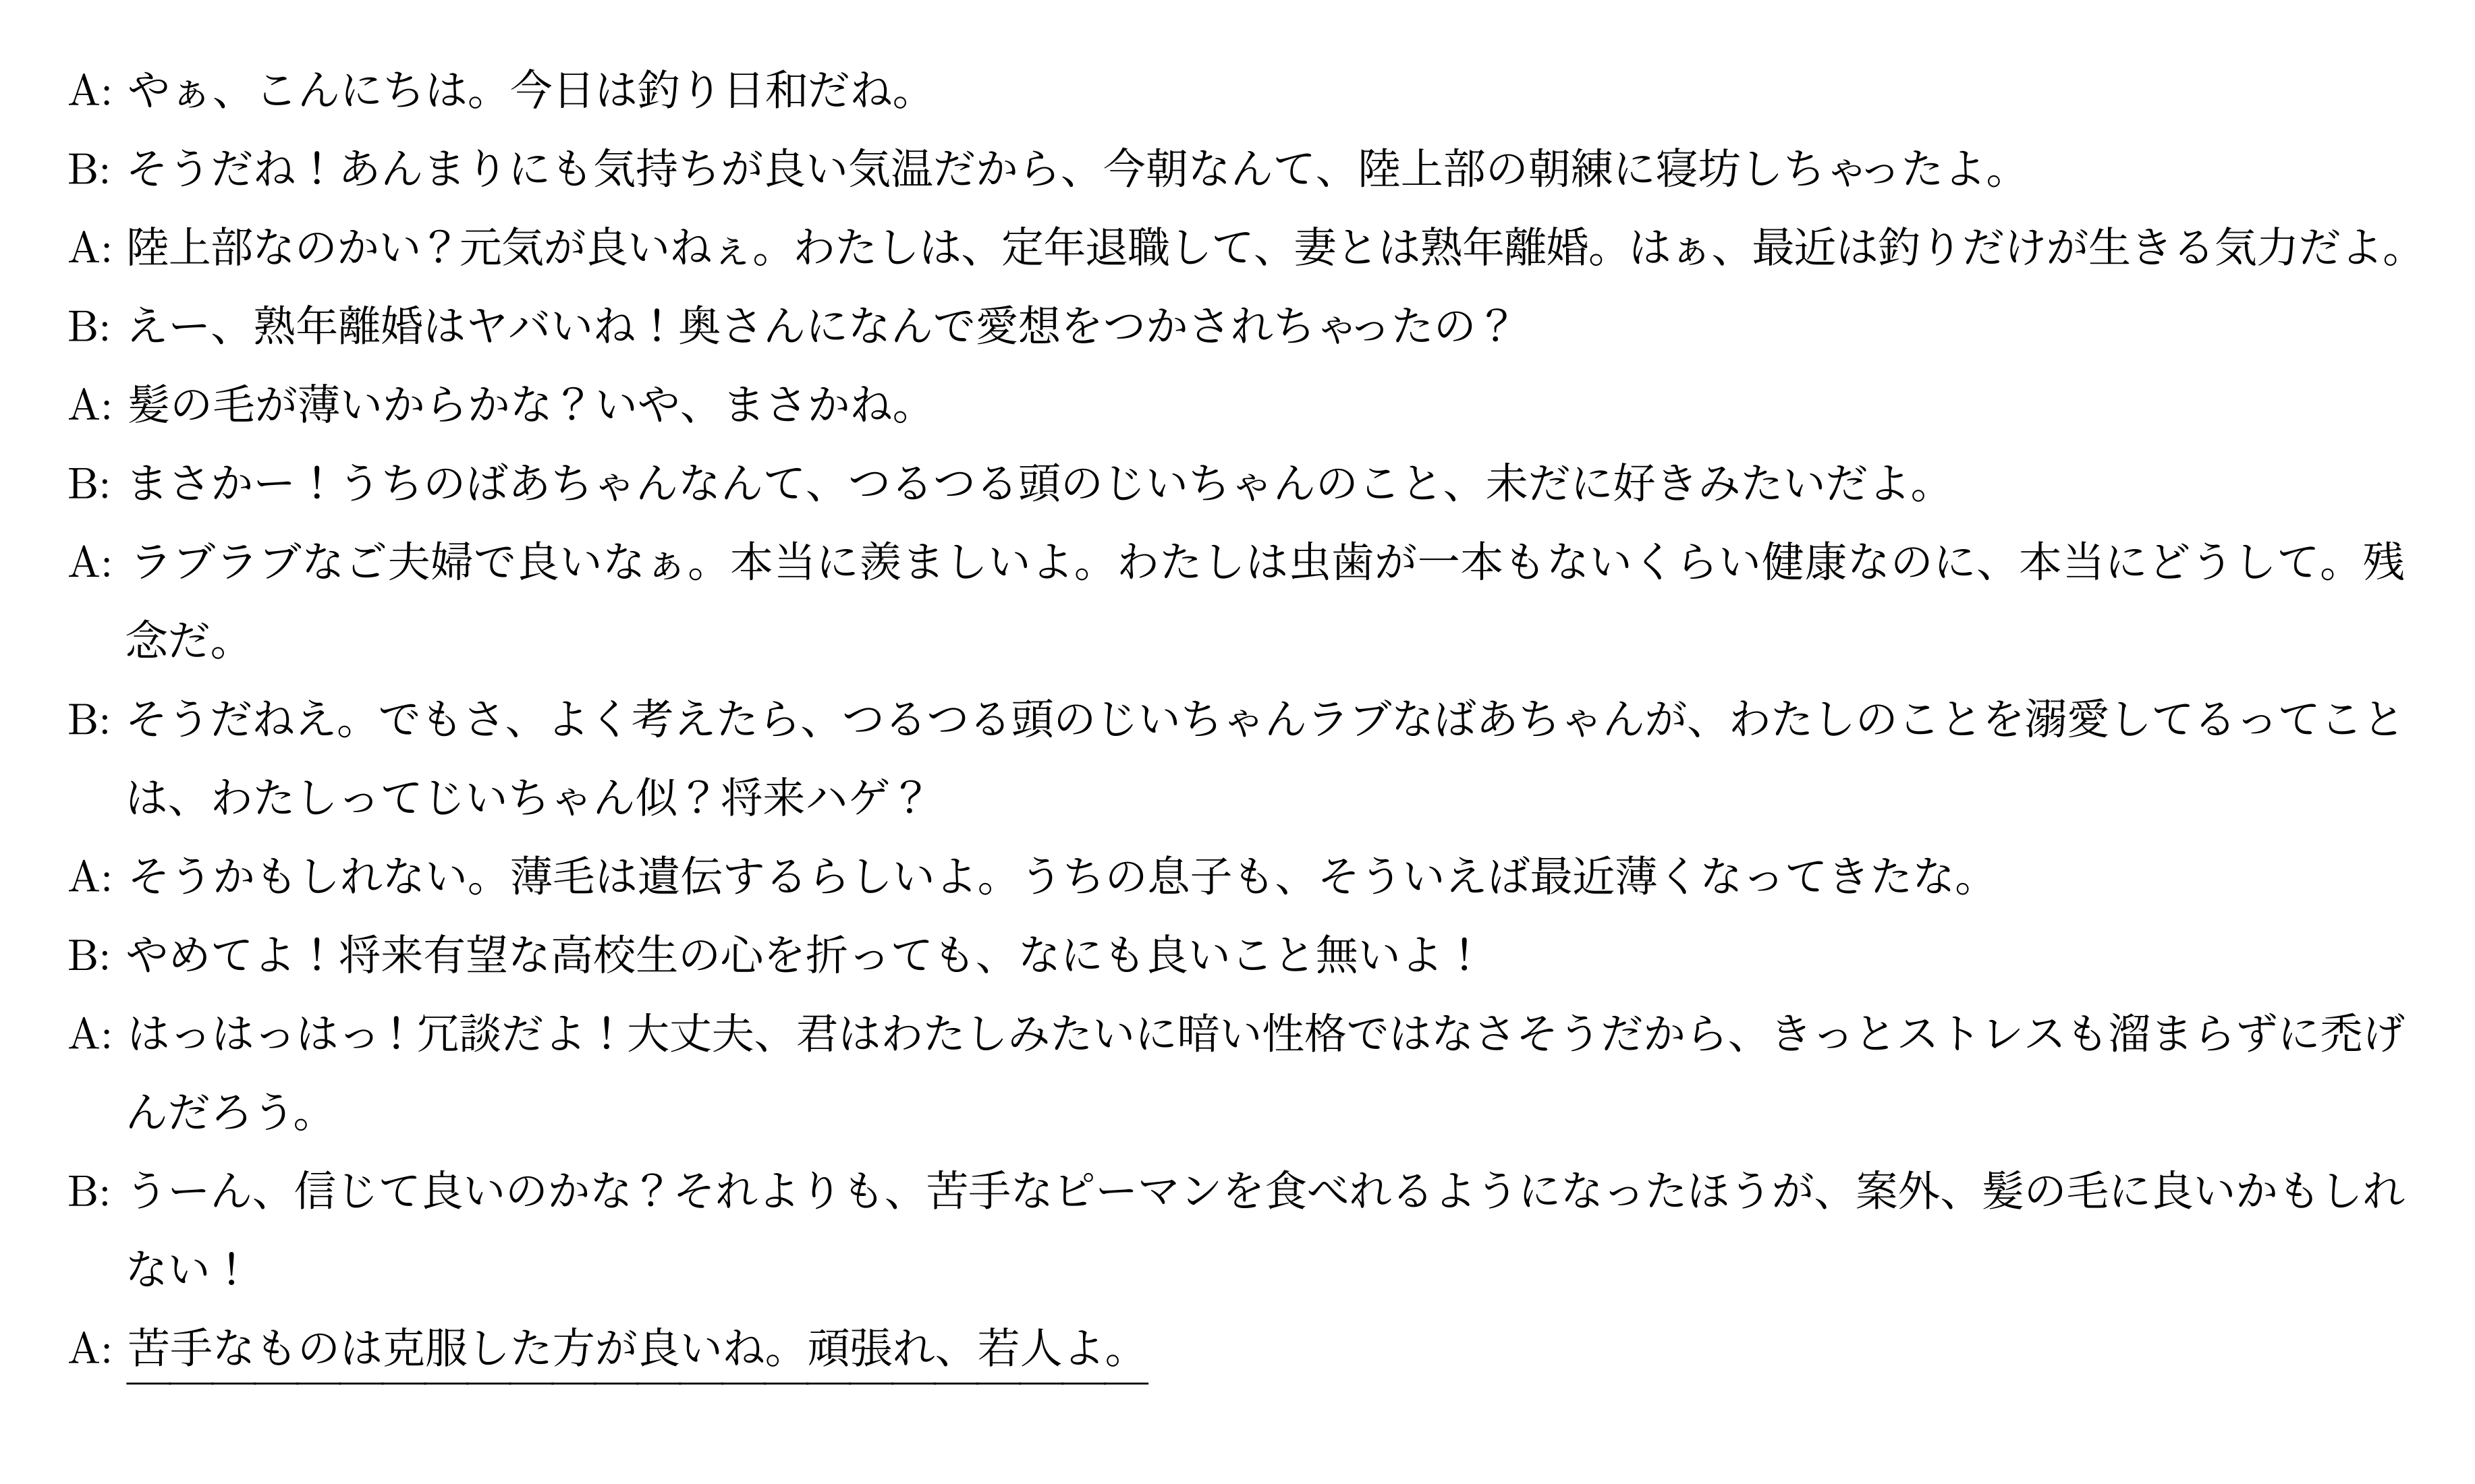 A: やぁ、こんにちは。今日は釣り日和だね。
B: そうだね！あんまりにも気持ちが良い気温だから、今朝なんて、陸上部の朝練に寝坊しちゃったよ。
A: 陸上部なのかい？元気が良いねぇ。わたしは、定年退職して、妻とは熟年離婚。はぁ、最近は釣りだけが生きる気力だよ。
B: えー、熟年離婚はヤバいね！奥さんになんで愛想をつかされちゃったの？
A: 髪の毛が薄いからかな？いや、まさかね。
B: まさかー！うちのばあちゃんなんて、つるつる頭のじいちゃんのこと、未だに好きみたいだよ。
A: ラブラブなご夫婦で良いなぁ。本当に羨ましいよ。わたしは虫歯が一本もないくらい健康なのに、本当にどうして。残
念だ。
B: そうだねえ。でもさ、よく考えたら、つるつる頭のじいちゃんラブなばあちゃんが、わたしのことを溺愛してるってこと
は、わたしってじいちゃん似？将来ハゲ？
A: そうかもしれない。薄毛は遺伝するらしいよ。うちの息子も、そういえば最近薄くなってきたな。
B: やめてよ！将来有望な高校生の心を折っても、なにも良いこと無いよ！
A: はっはっはっ！冗談だよ！大丈夫、君はわたしみたいに暗い性格ではなさそうだから、きっとストレスも溜まらずに禿げ
んだろう。
B: うーん、信じて良いのかな？それよりも、苦手なピーマンを食べれるようになったほうが、案外、髪の毛に良いかもしれ
ない！
A: 苦手なものは克服した方が良いね。頑張れ、若人よ。